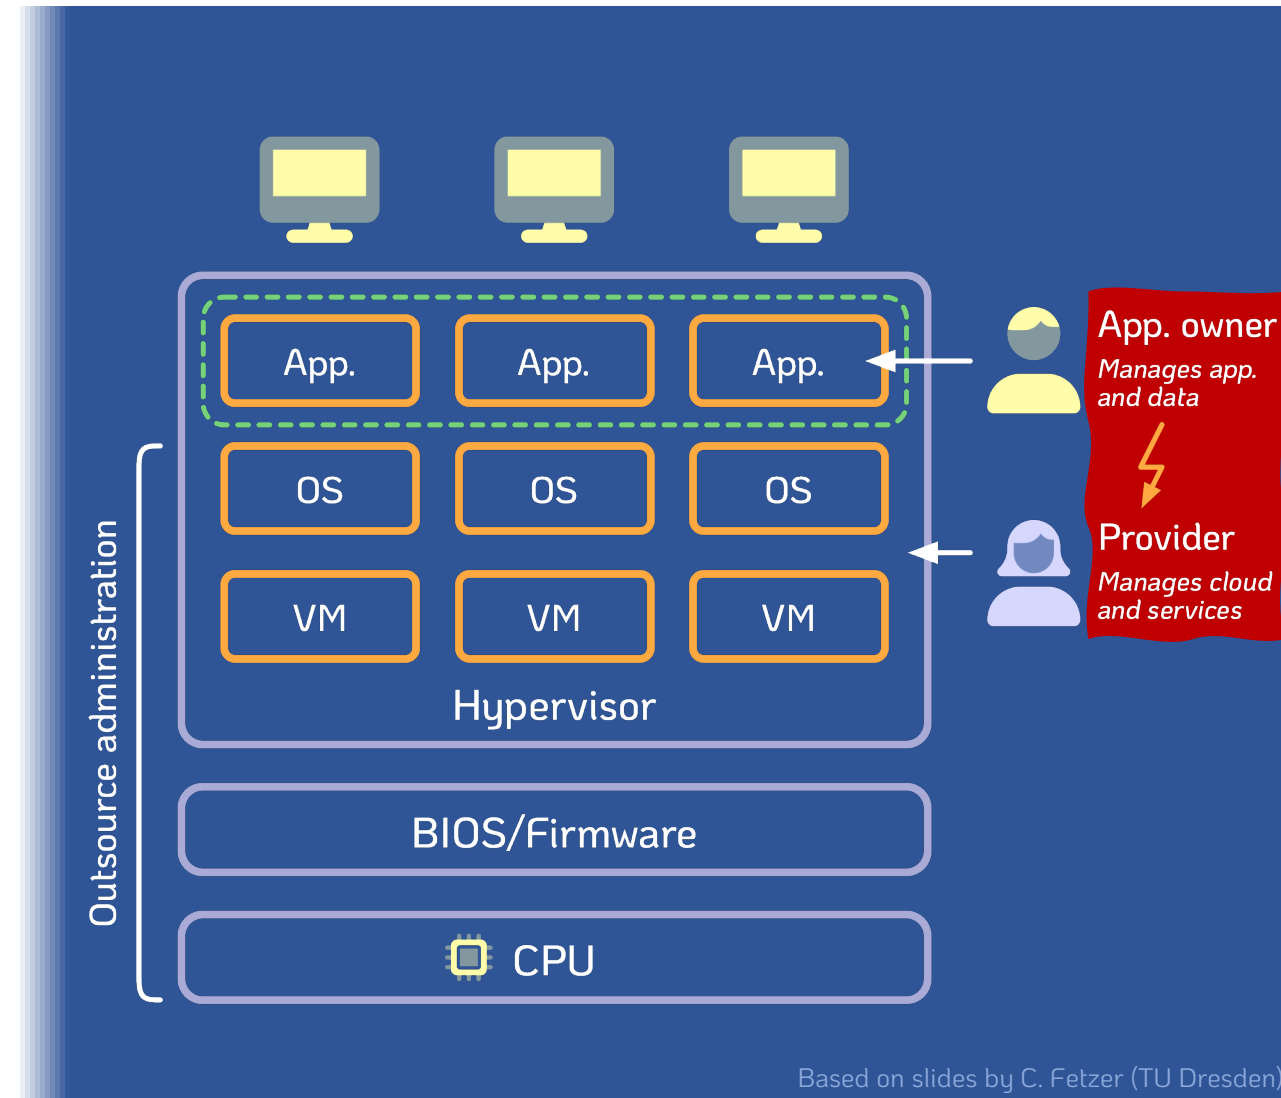 App.
App.
App.
App. owner
Manages app.
and data
OS
OS
OS
Provider
Manages cloud
and services
VM
VM
VM
Hypervisor
Outsource administration
BIOS/Firmware
CPU
Based on slides by C. Fetzer (TU Dresden)